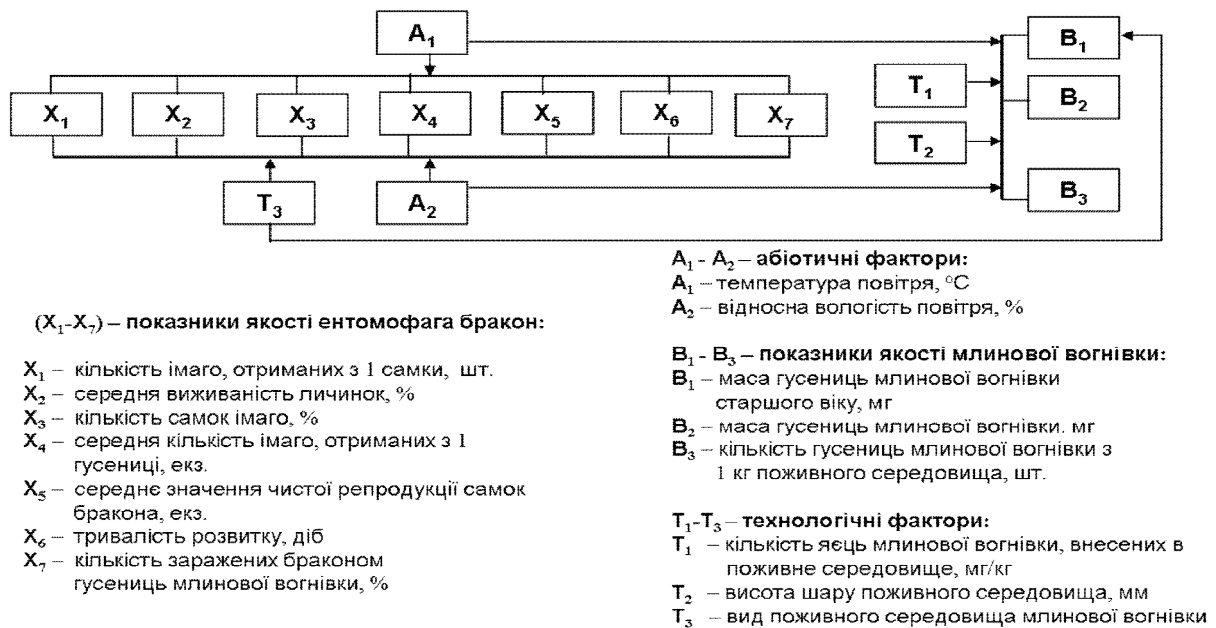 A₁
B₁
T₁
X₁ X₂ X₃ X₄ X₅ X₆ X₇
B₂
T₂
T₃
A₂
B₃
A₁ - A₂ – абіотичні фактори:
A₁ – температура повітря, °C
A₂ – відносна вологість повітря, %
(X₁-X₇) – показники якості ентомофага бракон:
X₁ – кількість імаго, отриманих з 1 самки, шт.
X₂ – середня виживаність личинок, %
X₃ – кількість самок імаго, %
X₄ – середня кількість імаго, отриманих з 1
гусениці, екз.
X₅ – середнє значення чистої репродукції самок
бракона, екз.
X₆ – тривалість розвитку, діб
X₇ – кількість заражених браконом
гусениць млинової вогнівки, %
B₁ - B₃ – показники якості млинової вогнівки:
B₁ – маса гусениць млинової вогнівки
старшого віку, мг
B₂ – маса гусениць млинової вогнівки. мг
B₃ – кількість гусениць млинової вогнівки з
1 кг поживного середовища, шт.
T₁-T₃ – технологічні фактори:
T₁ – кількість яєць млинової вогнівки, внесених в
поживне середовище, мг/кг
T₂ – висота шару поживного середовища, мм
T₃ – вид поживного середовища млинової вогнівки